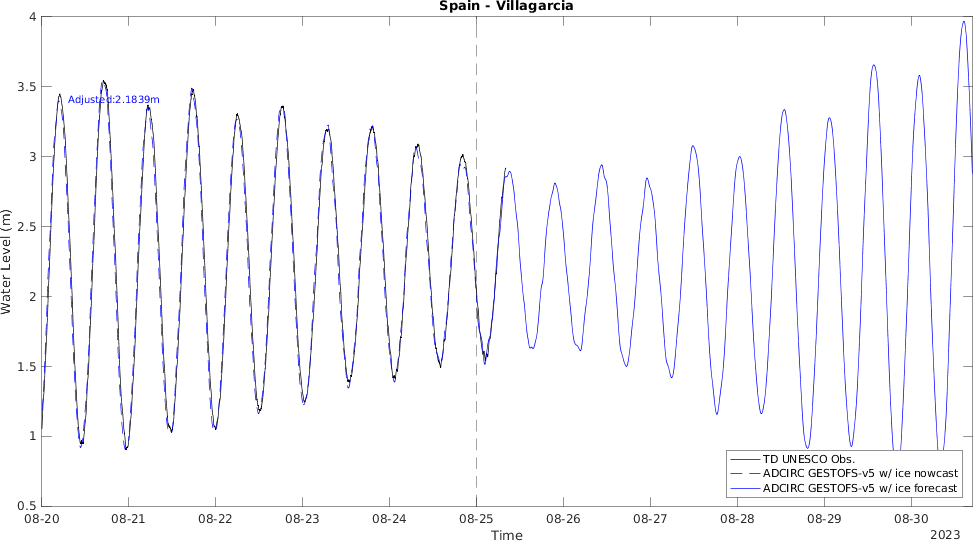 Spain - Villagarcia
4
3.5
3
2.5
2
1.5
1
0.5
Water Level (m)
Adjusted:2.1839m
TD UNESCO Obs.
ADCIRC GESTOFS-v5 w/ ice nowcast
ADCIRC GESTOFS-v5 w/ ice forecast
08-20 08-21 08-22 08-23 08-24 08-25 08-26 08-27 08-28 08-29 08-30
Time
2023